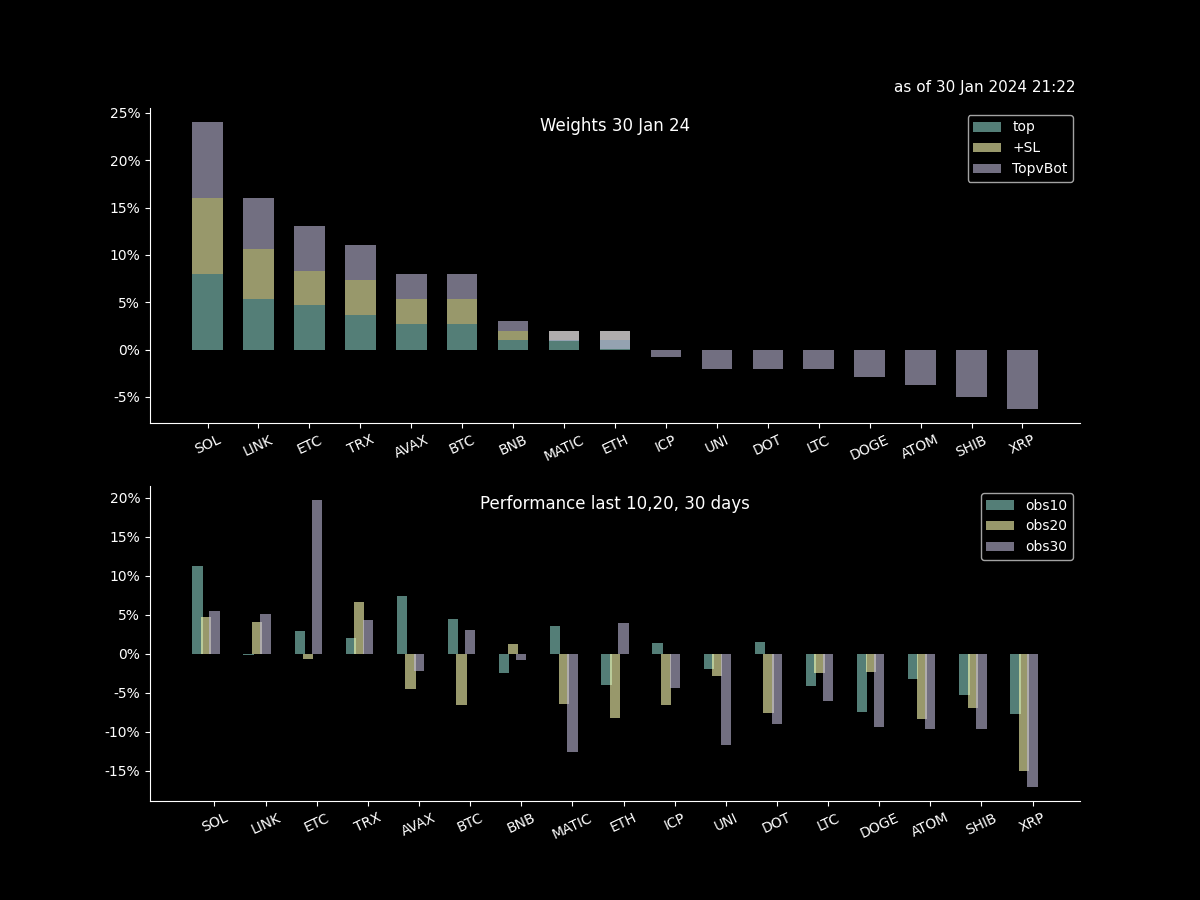 as of 30 Jan 2024 21:22
Weights 30 Jan 24
top
+SL
TopvBot
25%
20%
15%
10%
5%
0%
-5%
SOL LINK ETC TRX AVAX BTC BNB MATIC ETH ICP UNI DOT LTC DOGE ATOM SHIB XRP
Performance last 10,20, 30 days
obs10
obs20
obs30
20%
15%
10%
5%
0%
-5%
-10%
-15%
SOL LINK ETC TRX AVAX BTC BNB MATIC ETH ICP UNI DOT LTC DOGE ATOM SHIB XRP